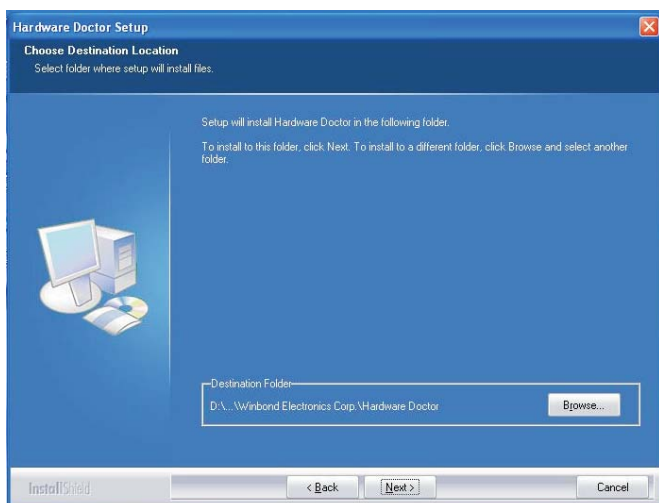 Hardware Doctor Setup
Choose Destination Location
Select folder where setup will install files.
Setup will install Hardware Doctor in the following folder.
To install to this folder, click Next. To install to a different folder, click Browse and select another
folder.
Destination Folder
D:\...\Winbond Electronics Corp.\Hardware Doctor
Browse...
InstallShield
< Back
Next >
Cancel